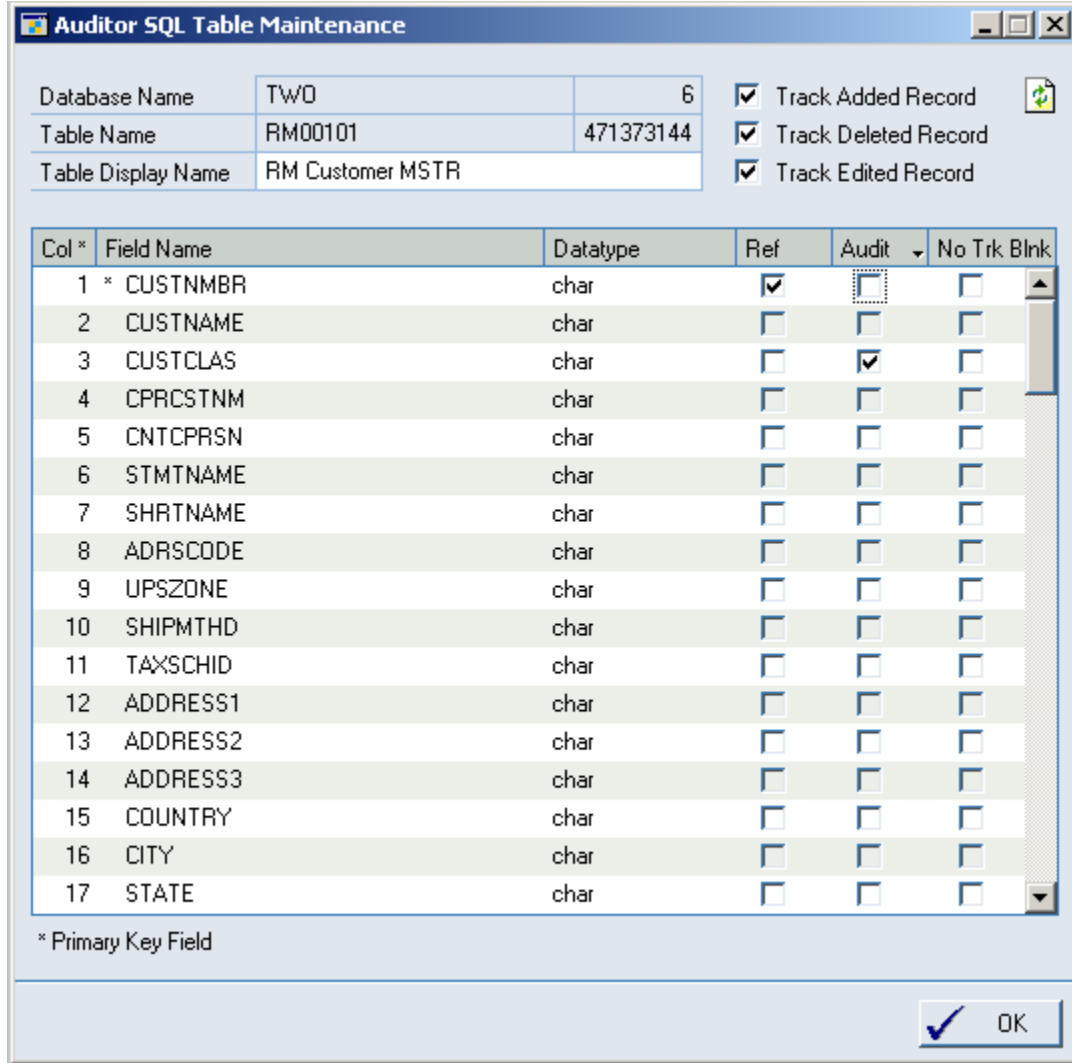 Auditor SQL Table Maintenance
Database Name TWO 6 Track Added Record
Table Name RM00101 471373144 Track Deleted Record
Table Display Name RM Customer MSTR Track Edited Record
Col * Field Name Datatype Ref Audit No Trk Blnk
1 * CUSTNMBR char
2 CUSTNAME char
3 CUSTCLAS char
4 CPRCSTNM char
5 CNTCPRSN char
6 STMTNAME char
7 SHRTNAME char
8 ADRSCODE char
9 UPSZONE char
10 SHIPMTHD char
11 TAXSCHID char
12 ADDRESS1 char
13 ADDRESS2 char
14 ADDRESS3 char
15 COUNTRY char
16 CITY char
17 STATE char
* Primary Key Field
OK